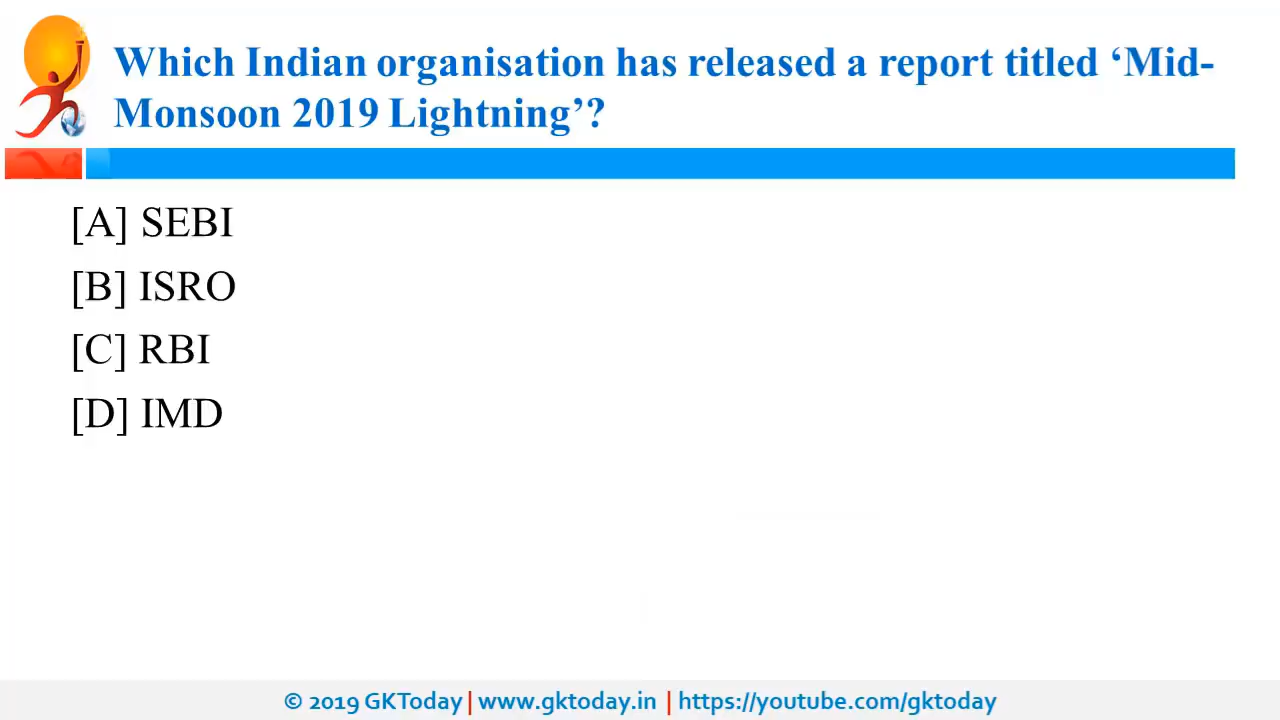 Which Indian organisation has released a report titled ‘Mid-
Monsoon 2019 Lightning’?
[A] SEBI
[B] ISRO
[C] RBI
[D] IMD
© 2019 GKToday | www.gktoday.in | https://youtube.com/gktoday